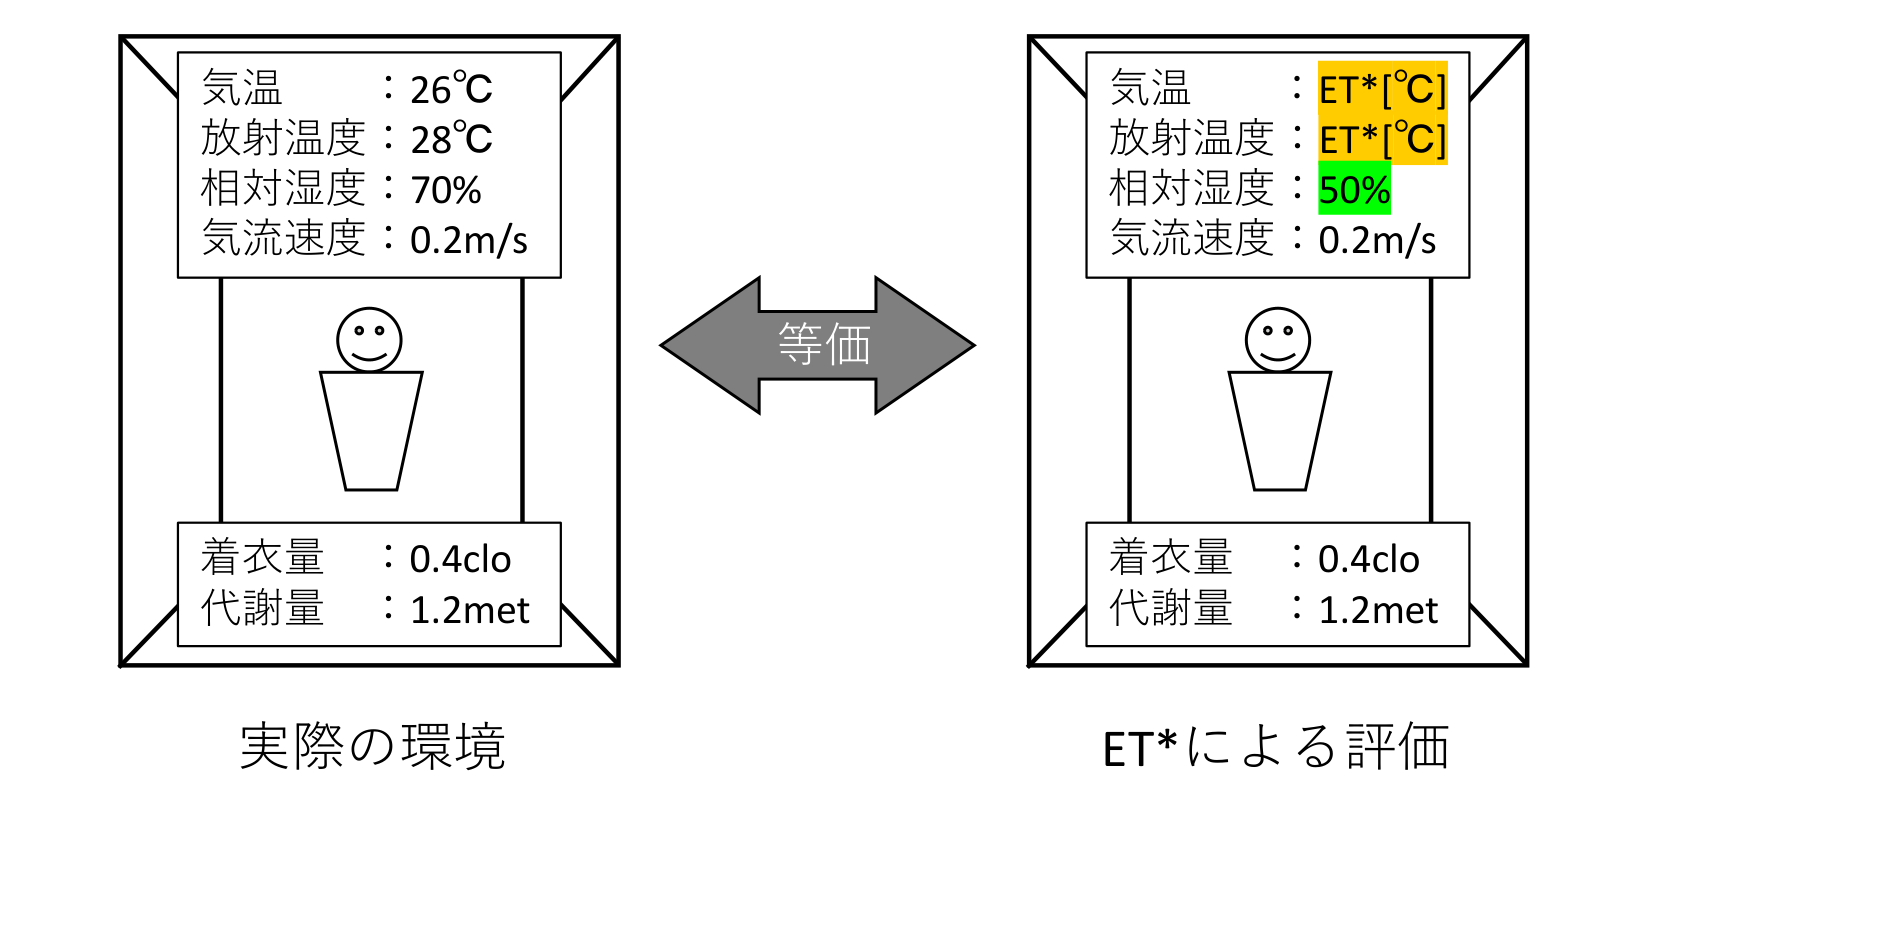 気温　　：26℃
放射温度：28℃
相対湿度：70%
気流速度：0.2m/s
着衣量　：0.4clo
代謝量　：1.2met
実際の環境
等価
気温　　：ET*[℃]
放射温度：ET*[℃]
相対湿度：50%
気流速度：0.2m/s
着衣量　：0.4clo
代謝量　：1.2met
ET*による評価